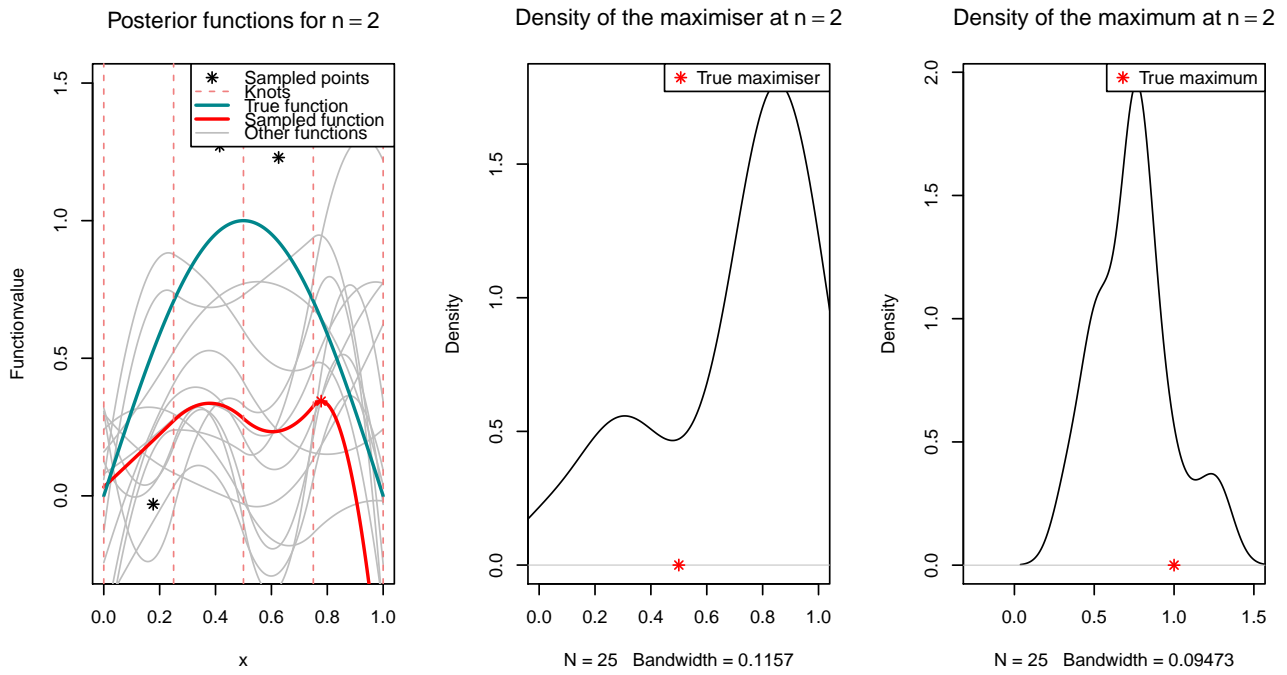 Posterior functions for n = 2
Functionvalue
1.5
1.0
0.5
0.0
Sampled points
Knots
True function
Sampled function
Other functions
0.0 0.2 0.4 0.6 0.8 1.0
x
Density of the maximiser at n = 2
Density
1.5
1.0
0.5
0.0
True maximiser
0.0 0.2 0.4 0.6 0.8 1.0
N = 25 Bandwidth = 0.1157
Density of the maximum at n = 2
Density
2.0
1.5
1.0
0.5
0.0
True maximum
0.0 0.5 1.0 1.5
N = 25 Bandwidth = 0.09473